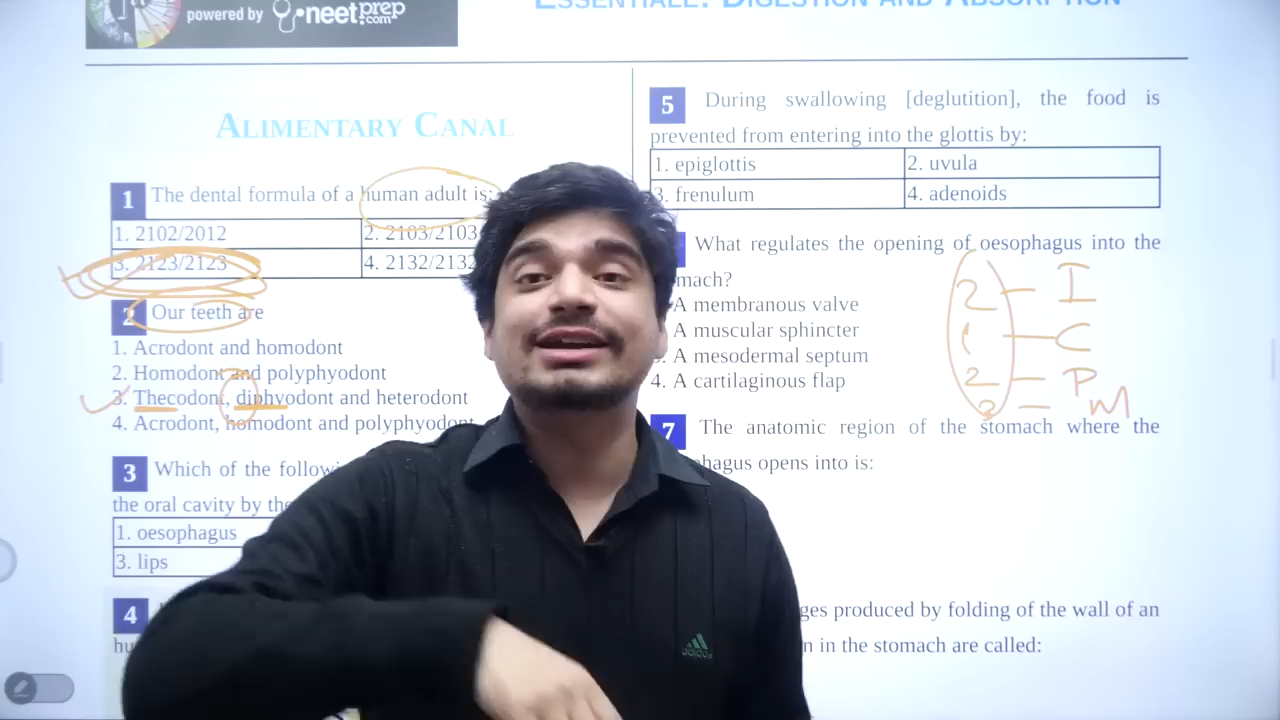 powered by neetprep
.com
ESSENTIALE: DIGESTION AND ABSORPTION
ALIMENTARY CANAL
1 The dental formula of a human adult is:
1. 2102/2012 2. 2103/2103
3. 2123/2123 4. 2132/2132
2 Our teeth are
1. Acrodont and homodont
2. Homodont and polyphyodont
3. Thecodont, diphyodont and heterodont
4. Acrodont, homodont and polyphyodont
3 Which of the
the oral cavity by the
1. oesophagus
3. lips
4
5 During swallowing [deglutition], the food is
prevented from entering into the glottis by:
1. epiglottis 2. uvula
3. frenulum 4. adenoids
What regulates the opening of oesophagus into the
A membranous valve
A muscular sphincter
A mesodermal septum
4. A cartilaginous flap
2 — I
1 — C
2 — P
3 — M
7 The anatomic region of the stomach where the
opens into is:
produced by folding of the wall of an
in the stomach are called:
adidas